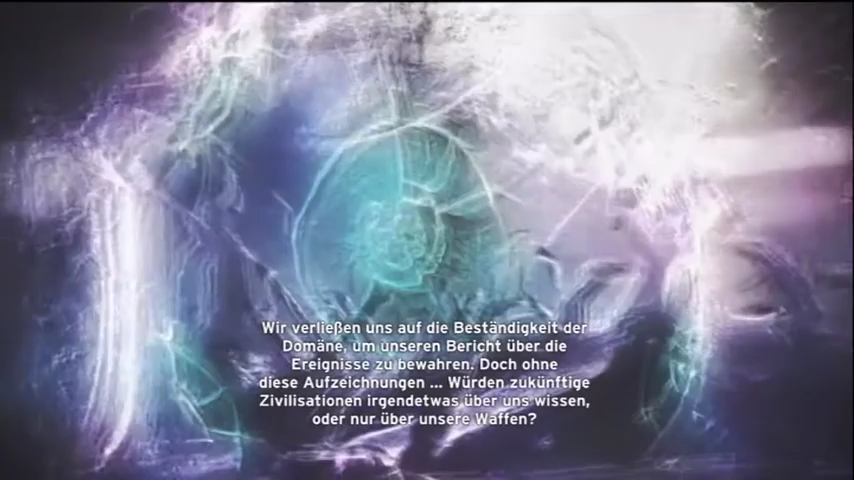 Wir verließen uns auf die Beständigkeit der
Domäne, um unseren Bericht über die
Ereignisse zu bewahren. Doch ohne
diese Aufzeichnungen ... Würden zukünftige
Zivilisationen irgendetwas über uns wissen,
oder nur über unsere Waffen?